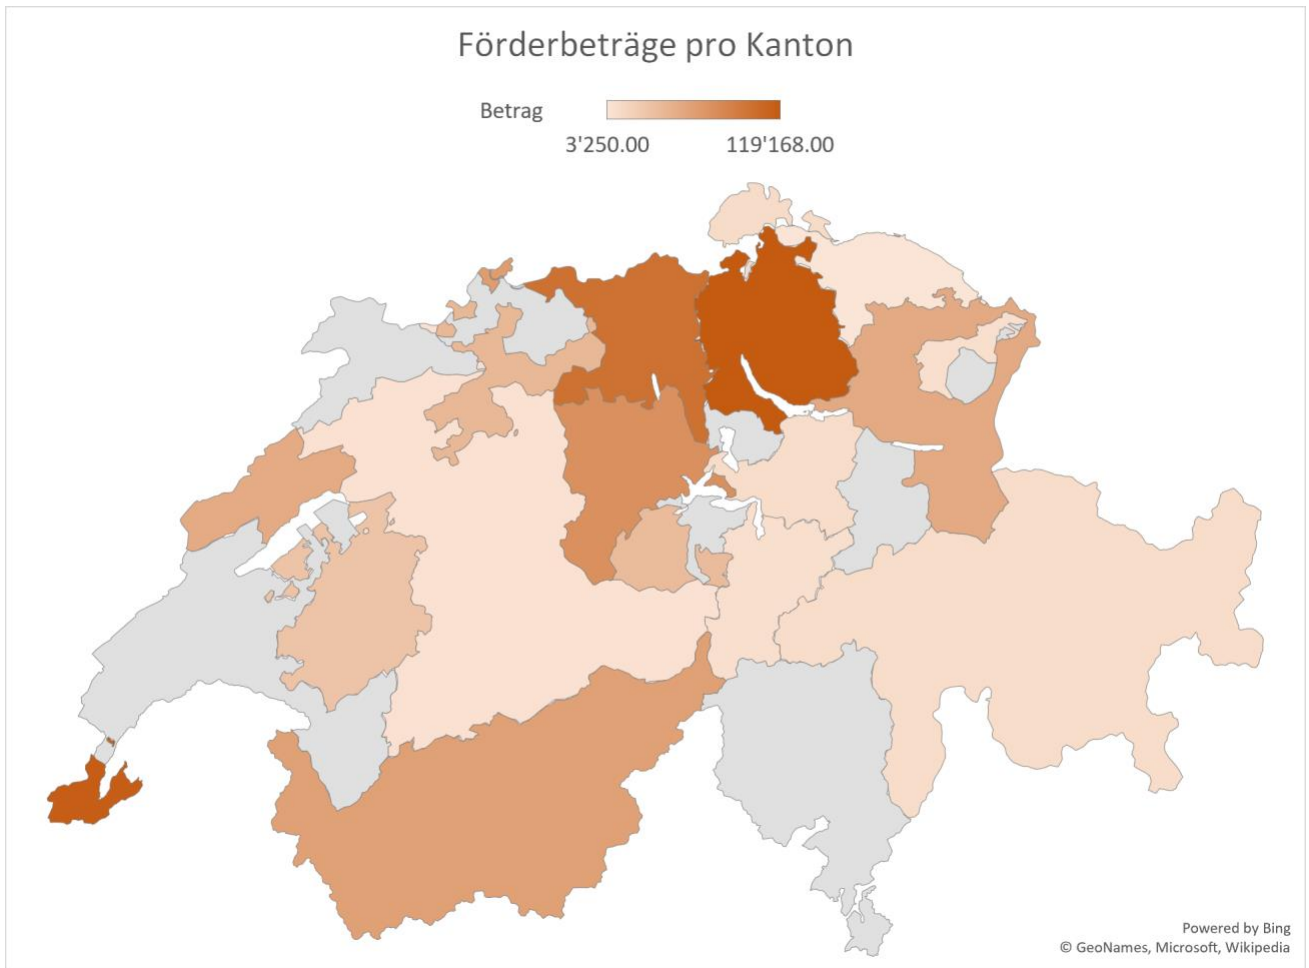 Förderbeträge pro Kanton
Betrag
3'250.00 119'168.00
Powered by Bing
© GeoNames, Microsoft, Wikipedia